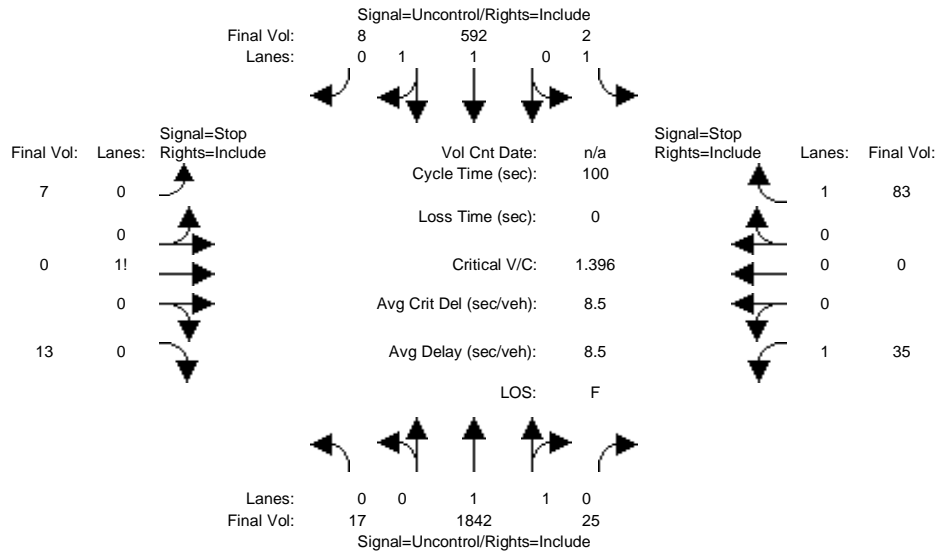 Signal=Uncontrol/Rights=Include
Final Vol: 8 592 2
Lanes: 0 1 1 0 1
Signal=Stop
Final Vol: Lanes: Rights=Include
Vol Cnt Date: n/a
Signal=Stop
Rights=Include Lanes: Final Vol:
Cycle Time (sec): 100
7 0
1 83
Loss Time (sec): 0
0
0
0 1!
Critical V/C: 1.396
0 0
0
Avg Crit Del (sec/veh): 8.5
0
13 0
Avg Delay (sec/veh): 8.5
1 35
LOS: F
Lanes: 0 0 1 1 0
Final Vol: 17 1842 25
Signal=Uncontrol/Rights=Include